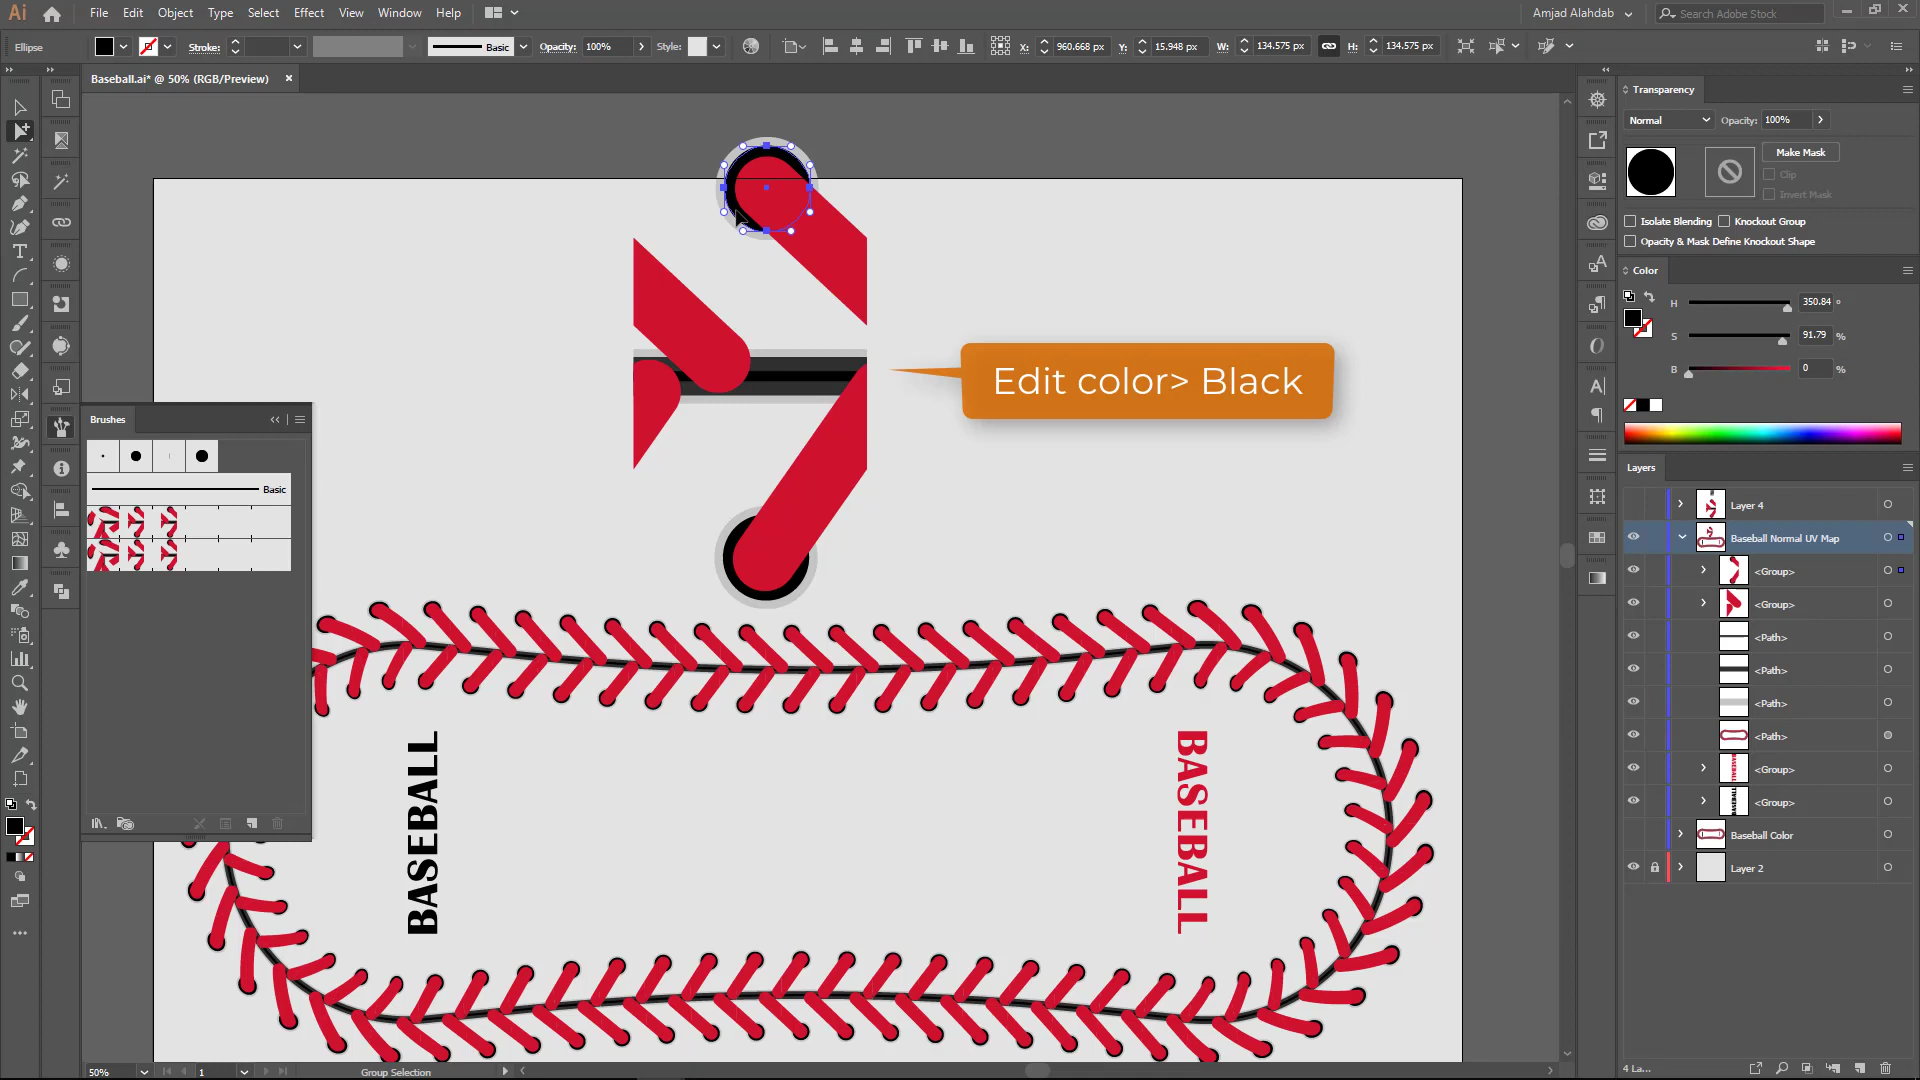 Ai File Edit Object Type Select Effect View Window Help Amjad Alahdab Search Adobe Stock
Ellipse Stroke: Basic Opacity: 100% Style: X: 960.668 px Y: 15.948 px W: 134.575 px H: 134.575 px
Baseball.ai* @ 50% (RGB/Preview)
Transparency
Normal Opacity: 100%
Make Mask
Clip
Invert Mask
Isolate Blending Knockout Group
Opacity & Mask Define Knockout Shape
Color
H 350.84 °
S 91.79 %
B 0 %
Edit color> Black
Brushes
Basic
Layers
Layer 4
Baseball Normal UV Map
<Group>
<Group>
<Path>
<Path>
<Path>
<Path>
<Group>
<Group>
Baseball Color
Layer 2
BASEBALL
BASEBALL
50% 1 Group Selection 4 La...